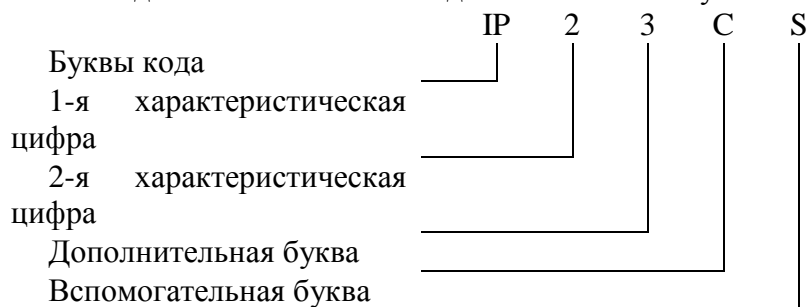 IP 2 3 C S
Буквы кода
1-я характеристическая
цифра
2-я характеристическая
цифра
Дополнительная буква
Вспомогательная буква